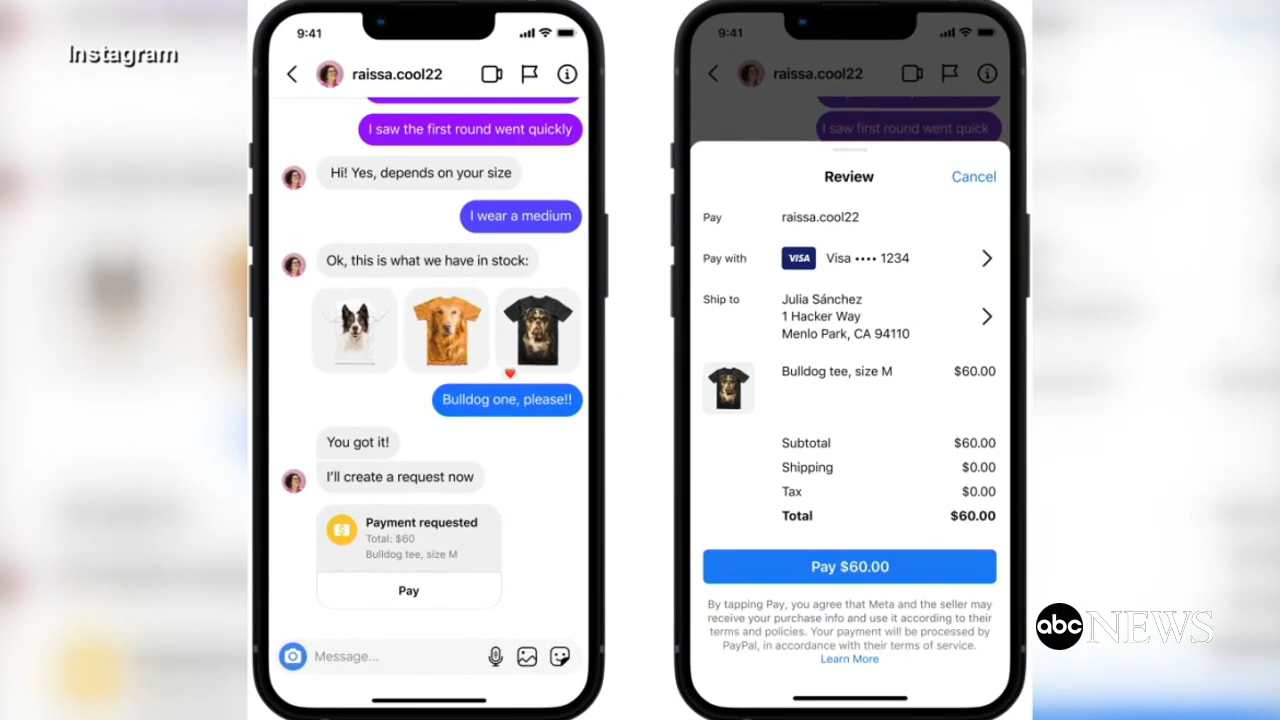 Instagram
9:41
raissa.cool22
I saw the first round went quickly
Hi! Yes, depends on your size
I wear a medium
Ok, this is what we have in stock:
Bulldog one, please!!
You got it!
I'll create a request now
Payment requested
Total: $60
Bulldog tee, size M
Pay
Message...
9:41
raissa.cool22
I saw first round went quick
Review
Cancel
Pay
raissa.cool22
Pay with
VISA
Visa •••• 1234
Ship to
Julia Sánchez
1 Hacker Way
Menlo Park, CA 94110
Bulldog tee, size M
$60.00
Subtotal
$60.00
Shipping
$0.00
Tax
$0.00
Total
$60.00
Pay $60.00
By tapping Pay, you agree that Meta and the seller may
receive your purchase info and use it according to their
terms and policies. Your payment will be processed by
PayPal, in accordance with their terms of service.
Learn More
abc NEWS